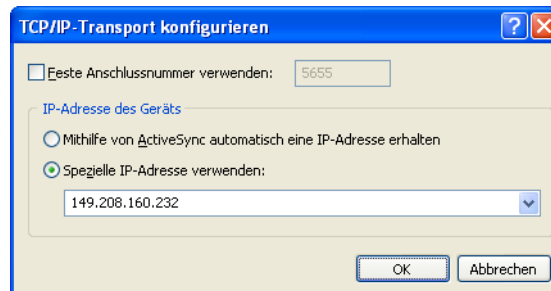 TCP/IP-Transport konfigurieren
Feste Anschlussnummer verwenden: 5655
IP-Adresse des Geräts
Mithilfe von ActiveSync automatisch eine IP-Adresse erhalten
Spezielle IP-Adresse verwenden:
149.208.160.232
OK Abbrechen